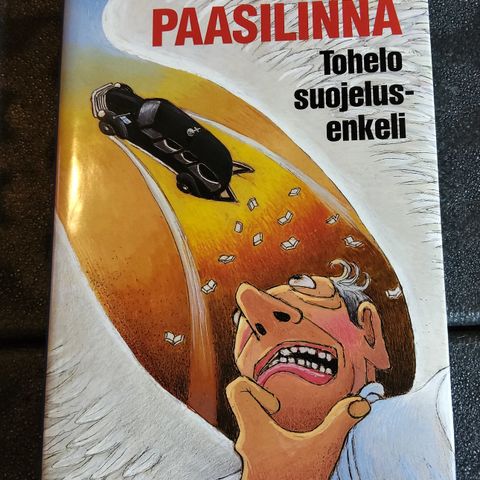 PAASILINNA
Tohelo
suojelus-
enkeli